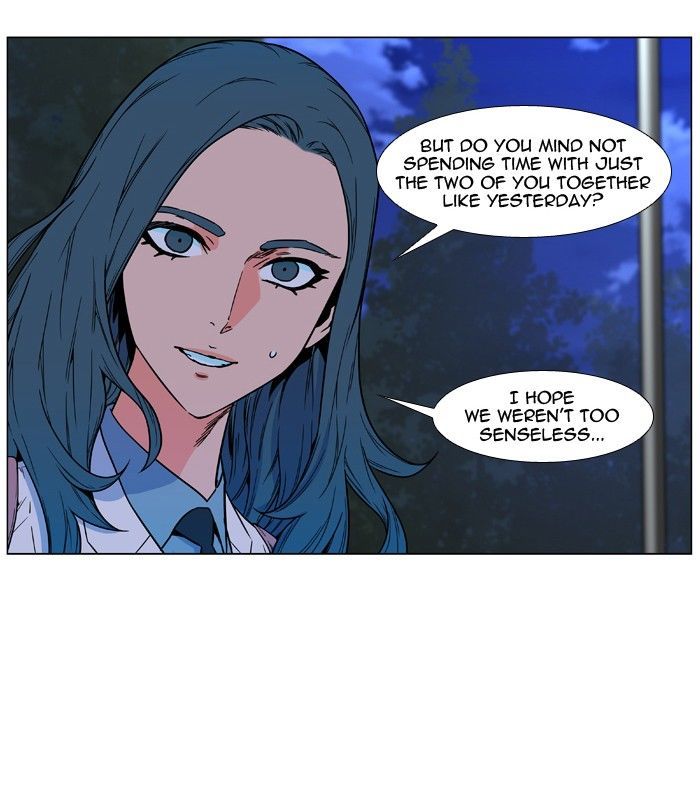 BUT DO YOU MIND NOT
SPENDING TIME WITH JUST
THE TWO OF YOU TOGETHER
LIKE YESTERDAY?
I HOPE
WE WEREN'T TOO
SENSELESS...